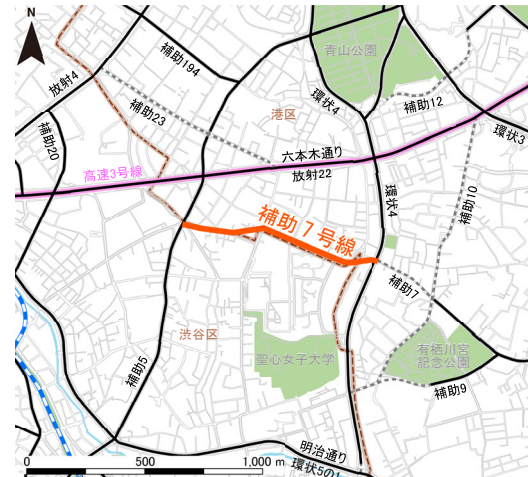 N
青山公園
補助194
放射4
環状4
補助12
補助23
港区
環状3
補助20
六本木通り
高速3号線
放射22
補助10
環状4
補助7号線
補助7
渋谷区
補助5
聖心女子大学
有栖川宮
記念公園
補助9
明治通り
環状5の1
0 500 1,000 m